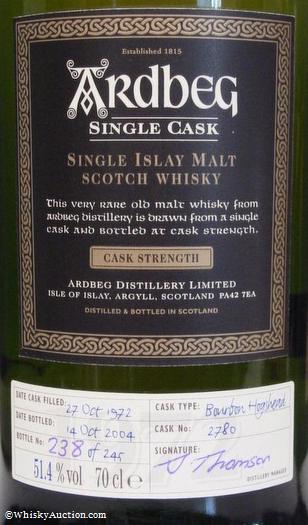 Established 1815
ARDBEG
SINGLE CASK
SINGLE ISLAY MALT
SCOTCH WHISKY
This very rare old malt whisky from
ARDBEG distillery is drawn from a single
cask and bottled at cask strength.
CASK STRENGTH
ARDBEG DISTILLERY LIMITED
ISLE OF ISLAY, ARGYLL, SCOTLAND PA42 7EA
DISTILLED & BOTTLED IN SCOTLAND
DATE CASK FILLED: 27 Oct 1972
DATE BOTTLED: 14 Oct 2004
BOTTLE No: 238 of 245
51.4 %vol 70 cl
CASK TYPE: Bourbon Hogshead
CASK No: 2780
SIGNATURE: S Thomson
DISTILLERY MANAGER
©WhiskyAuction.com